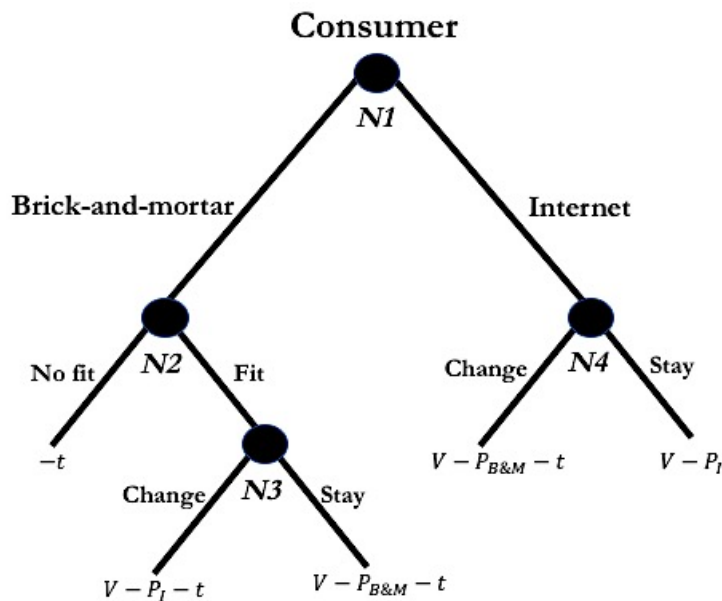 Consumer
N1
Brick-and-mortar
Internet
No fit
N2
Fit
Change
N4
Stay
−t
V − P_{B&M} − t
V − P_I
Change
N3
Stay
V − P_I − t
V − P_{B&M} − t